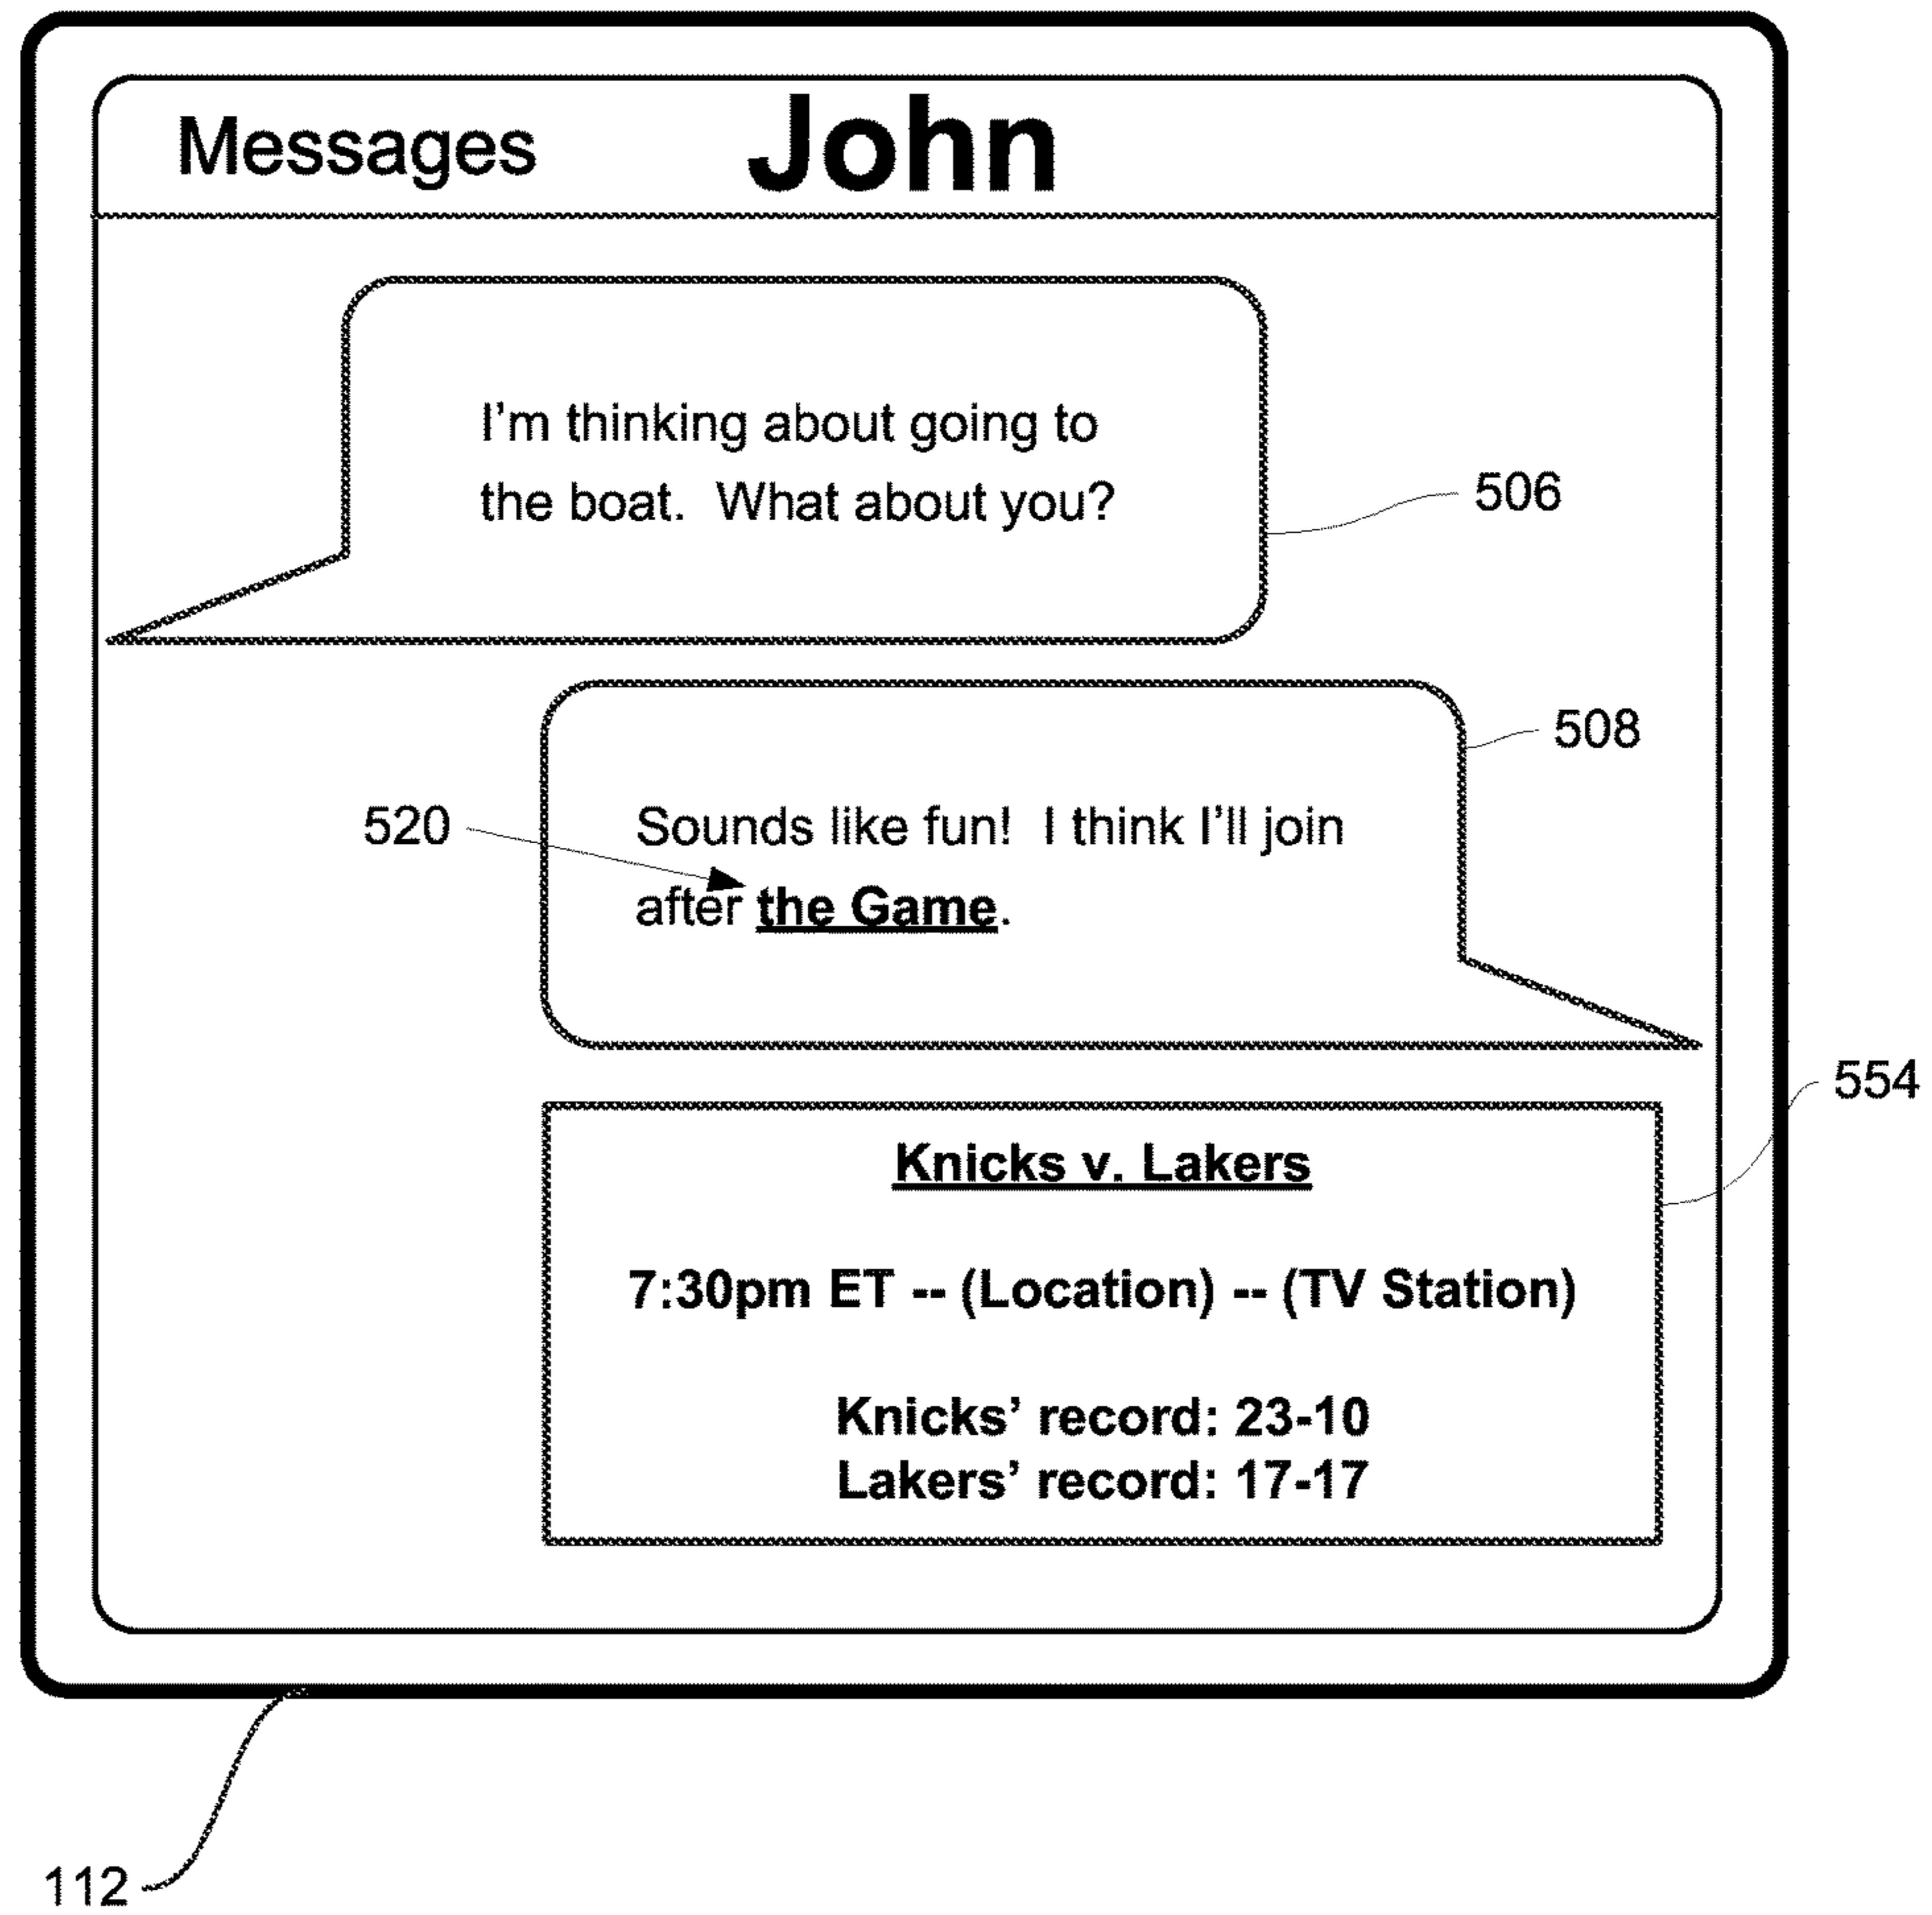 Messages John
I'm thinking about going to
the boat. What about you?
506
508
520
Sounds like fun! I think I'll join
after the Game.
554
Knicks v. Lakers
7:30pm ET -- (Location) -- (TV Station)
Knicks' record: 23-10
Lakers' record: 17-17
112